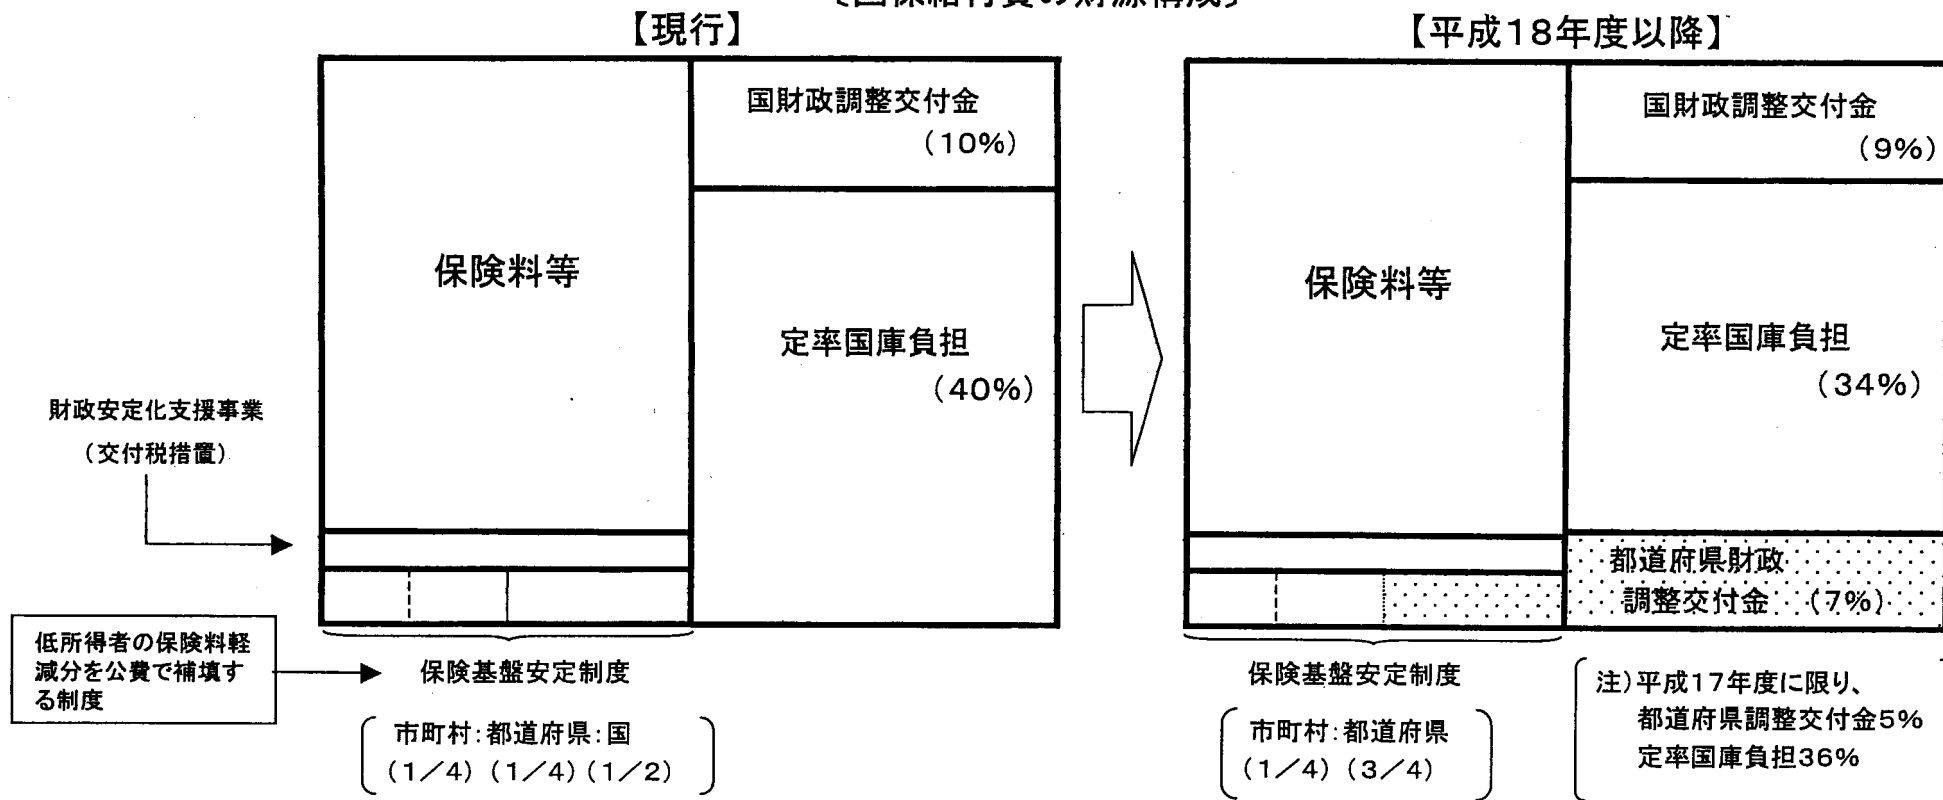 【現行】
国財政調整交付金
(10%)
保険料等
定率国庫負担
(40%)
財政安定化支援事業
(交付税措置)
低所得者の保険料軽
減分を公費で補填す
る制度
保険基盤安定制度
市町村:都道府県:国
(1/4)(1/4)(1/2)
【平成18年度以降】
国財政調整交付金
(9%)
保険料等
定率国庫負担
(34%)
都道府県財政
調整交付金 (7%)
保険基盤安定制度
市町村:都道府県
(1/4)(3/4)
注)平成17年度に限り、
都道府県調整交付金5%
定率国庫負担36%